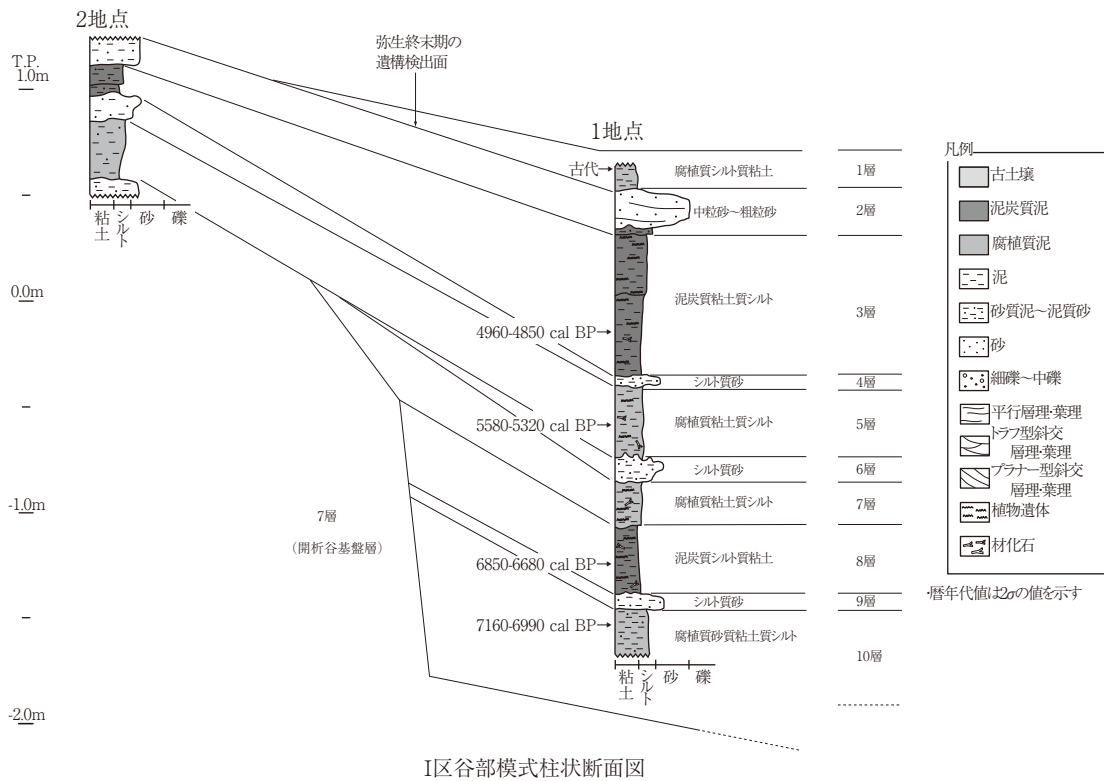 2地点
T.P.
1.0m
0.0m
-1.0m
-2.0m
粘土
シルト
砂
礫
弥生終末期の
遺構検出面
1地点
古代
4960-4850 cal BP
5580-5320 cal BP
6850-6680 cal BP
7160-6990 cal BP
7層
(開析谷基盤層)
腐植質シルト質粘土
1層
中粒砂～粗粒砂
2層
泥炭質粘土質シルト
3層
シルト質砂
4層
腐植質粘土質シルト
5層
シルト質砂
6層
腐植質粘土質シルト
7層
泥炭質シルト質粘土
8層
シルト質砂
9層
腐植質砂質粘土質シルト
10層
粘土
シルト
砂
礫
凡例
古土壌
泥炭質泥
腐植質泥
泥
砂質泥～泥質砂
砂
細礫～中礫
平行層理・葉理
トラフ型斜交
層理・葉理
プラナー型斜交
層理・葉理
植物遺体
材化石
・暦年代値は2σの値を示す
I区谷部模式柱状断面図